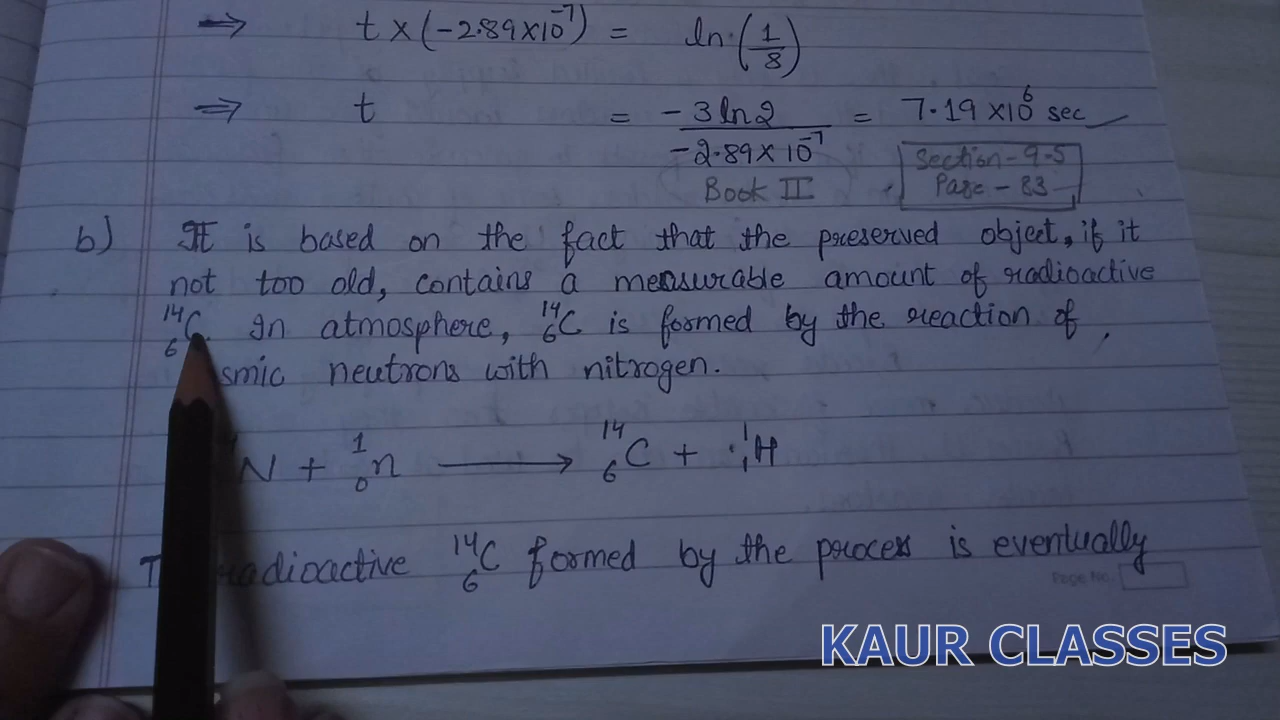 ⇒ t × (-2.89×10⁻⁷) = ln (1/8)
⇒ t = -3 ln2 / -2.89×10⁻⁷ = 7.19×10⁶ sec
Book II Section-9.5
Page-83
b) It is based on the fact that the preserved object, if it
not too old, contains a measurable amount of radioactive
¹⁴₆C. In atmosphere, ¹⁴₆C is formed by the reaction of
smic neutrons with nitrogen.
N + ¹₀n ⟶ ¹⁴₆C + ¹₁H
radioactive ¹⁴₆C formed by the process is eventually
Page No.
KAUR CLASSES